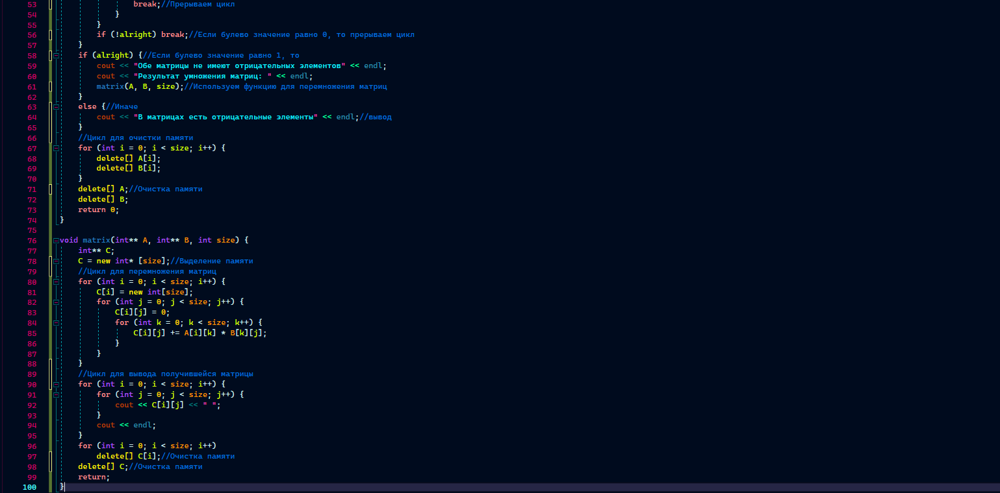 53 break;//Прерываем цикл
54 }
55 }
56 if (!alright) break;//Если булево значение равно 0, то прерываем цикл
57 }
58 if (alright) {//Если булево значение равно 1, то
59 cout << "Обе матрицы не имеют отрицательных элементов" << endl;
60 cout << "Результат умножения матриц: " << endl;
61 matrix(A, B, size);//Используем функцию для перемножения матриц
62 }
63 else {//Иначе
64 cout << "В матрицах есть отрицательные элементы" << endl;//вывод
65 }
66 //Цикл для очистки памяти
67 for (int i = 0; i < size; i++) {
68 delete[] A[i];
69 delete[] B[i];
70 }
71 delete[] A;//Очистка памяти
72 delete[] B;
73 return 0;
74 }
75
76 void matrix(int** A, int** B, int size) {
77 int** C;
78 C = new int* [size];//Выделение памяти
79 //Цикл для перемножения матриц
80 for (int i = 0; i < size; i++) {
81 C[i] = new int[size];
82 for (int j = 0; j < size; j++) {
83 C[i][j] = 0;
84 for (int k = 0; k < size; k++) {
85 C[i][j] += A[i][k] * B[k][j];
86 }
87 }
88 }
89 //Цикл для вывода получившейся матрицы
90 for (int i = 0; i < size; i++) {
91 for (int j = 0; j < size; j++) {
92 cout << C[i][j] << " ";
93 }
94 cout << endl;
95 }
96 for (int i = 0; i < size; i++)
97 delete[] C[i];//Очистка памяти
98 delete[] C;//Очистка памяти
99 return;
100 }